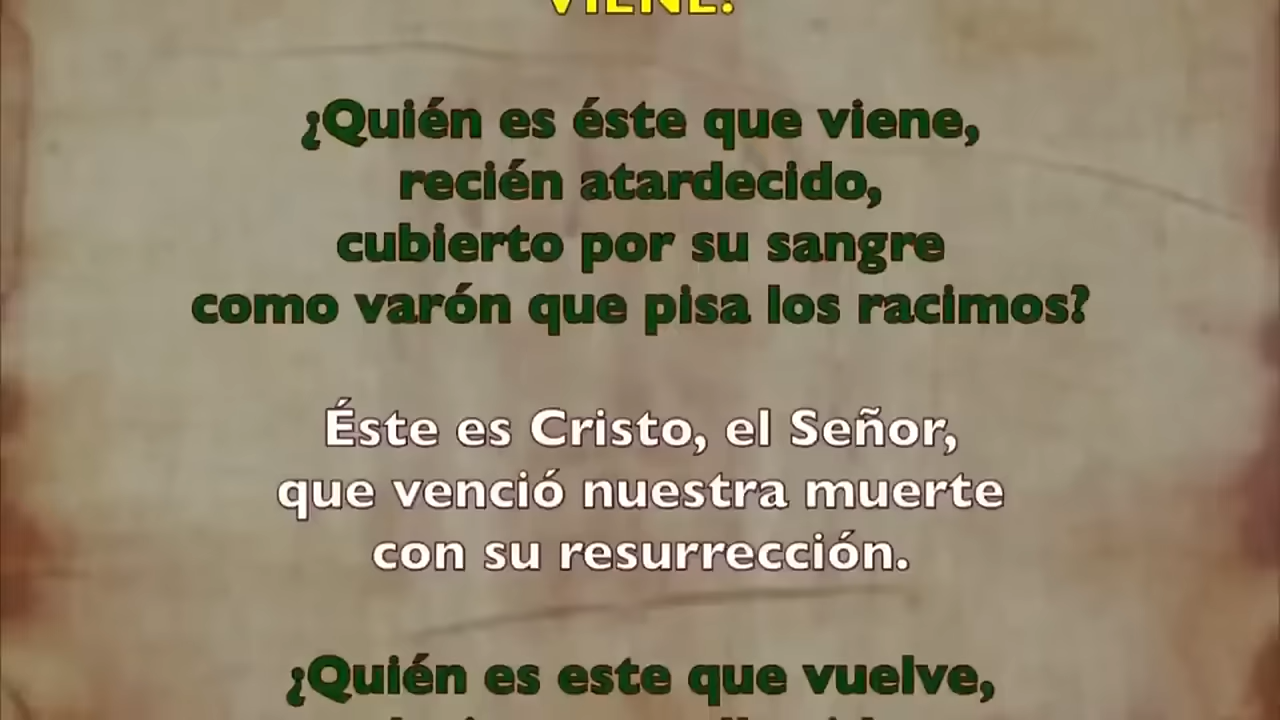 VIENE?
¿Quién es éste que viene,
recién atardecido,
cubierto por su sangre
como varón que pisa los racimos?
Éste es Cristo, el Señor,
que venció nuestra muerte
con su resurrección.
¿Quién es este que vuelve,